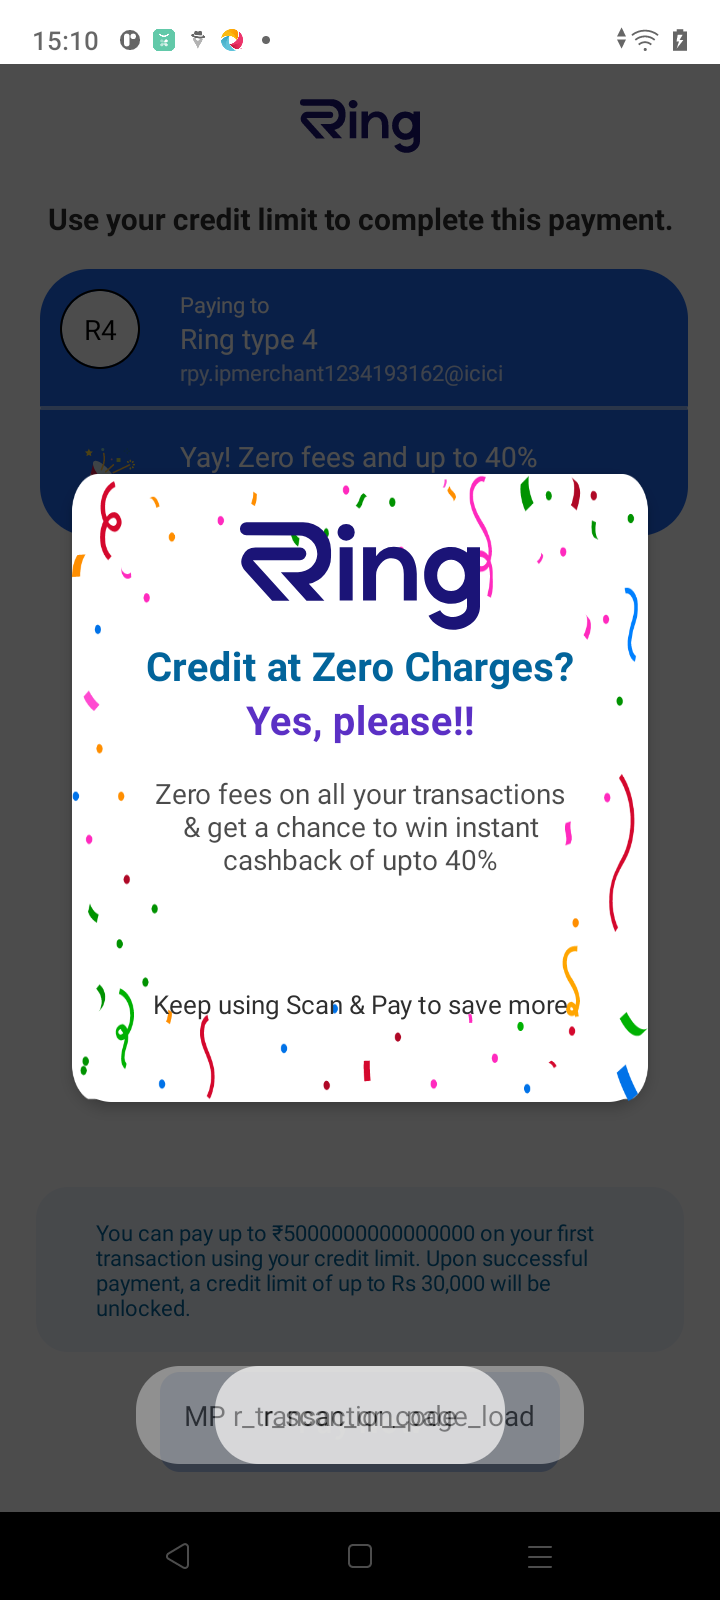 15:10
Ring
Use your credit limit to complete this payment.
R4
Paying to
Ring type 4
rpy.ipmerchant1234193162@icici
Yay! Zero fees and up to 40%
Ring
Credit at Zero Charges?
Yes, please!!
Zero fees on all your transactions
& get a chance to win instant
cashback of upto 40%
Keep using Scan & Pay to save more
You can pay up to ₹5000000000000000 on your first
transaction using your credit limit. Upon successful
payment, a credit limit of up to Rs 30,000 will be
unlocked.
MP r_transaction_page_load